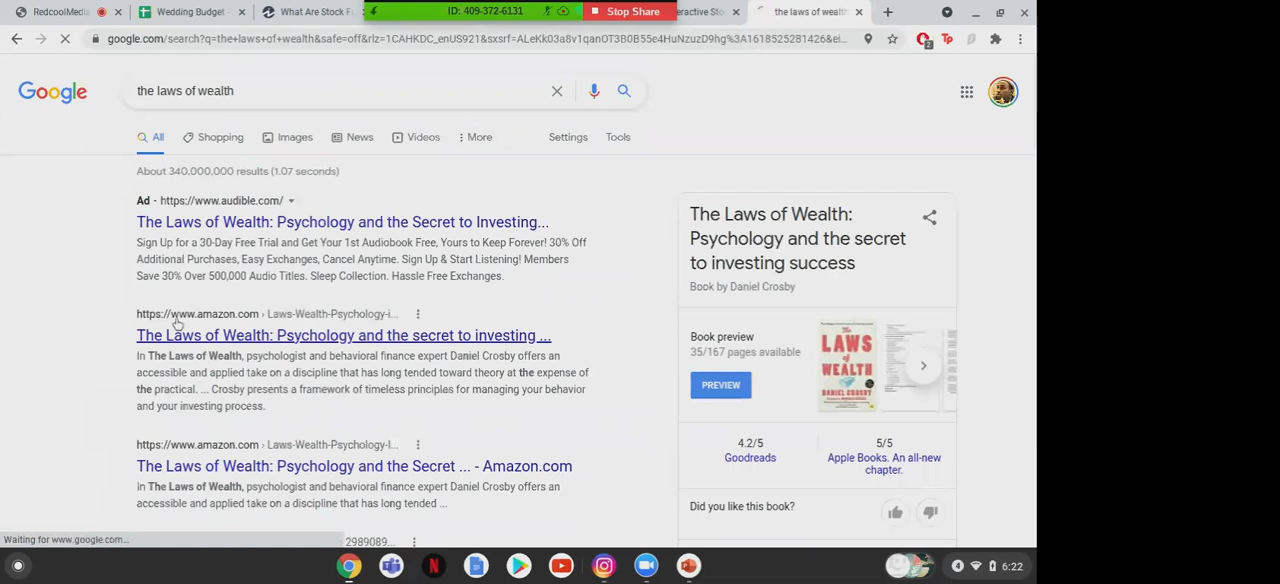 RedcoolMedia
Wedding Budget -
What Are Stock F
ID: 409-372-6131
Stop Share
eractive Sto
the laws of wealth
google.com/search?q=the+laws+of+wealth&safe=off&rlz=1CAHKDC_enUS921&sxsrf=ALeKk03a8v1qanOT3B0B55e4HuNzuzD9hg%3A1618525281426&ei...
2
Google
the laws of wealth
All
Shopping
Images
News
Videos
More
Settings
Tools
About 340,000,000 results (1.07 seconds)
Ad · https://www.audible.com/
The Laws of Wealth: Psychology and the Secret to Investing...
Sign Up for a 30-Day Free Trial and Get Your 1st Audiobook Free, Yours to Keep Forever! 30% Off
Additional Purchases, Easy Exchanges, Cancel Anytime. Sign Up & Start Listening! Members
Save 30% Over 500,000 Audio Titles. Sleep Collection. Hassle Free Exchanges.
https://www.amazon.com › Laws-Wealth-Psychology-i...
The Laws of Wealth: Psychology and the secret to investing ...
In The Laws of Wealth, psychologist and behavioral finance expert Daniel Crosby offers an
accessible and applied take on a discipline that has long tended toward theory at the expense of
the practical. ... Crosby presents a framework of timeless principles for managing your behavior
and your investing process.
https://www.amazon.com › Laws-Wealth-Psychology-I...
The Laws of Wealth: Psychology and the Secret ... - Amazon.com
In The Laws of Wealth, psychologist and behavioral finance expert Daniel Crosby offers an
accessible and applied take on a discipline that has long tended ...
2989089...
The Laws of Wealth:
Psychology and the secret
to investing success
Book by Daniel Crosby
Book preview
35/167 pages available
PREVIEW
The
LAWS
of
WEALTH
DANIEL CROSBY
4.2/5
Goodreads
5/5
Apple Books. An all-new
chapter.
Did you like this book?
Waiting for www.google.com...
4
6:22